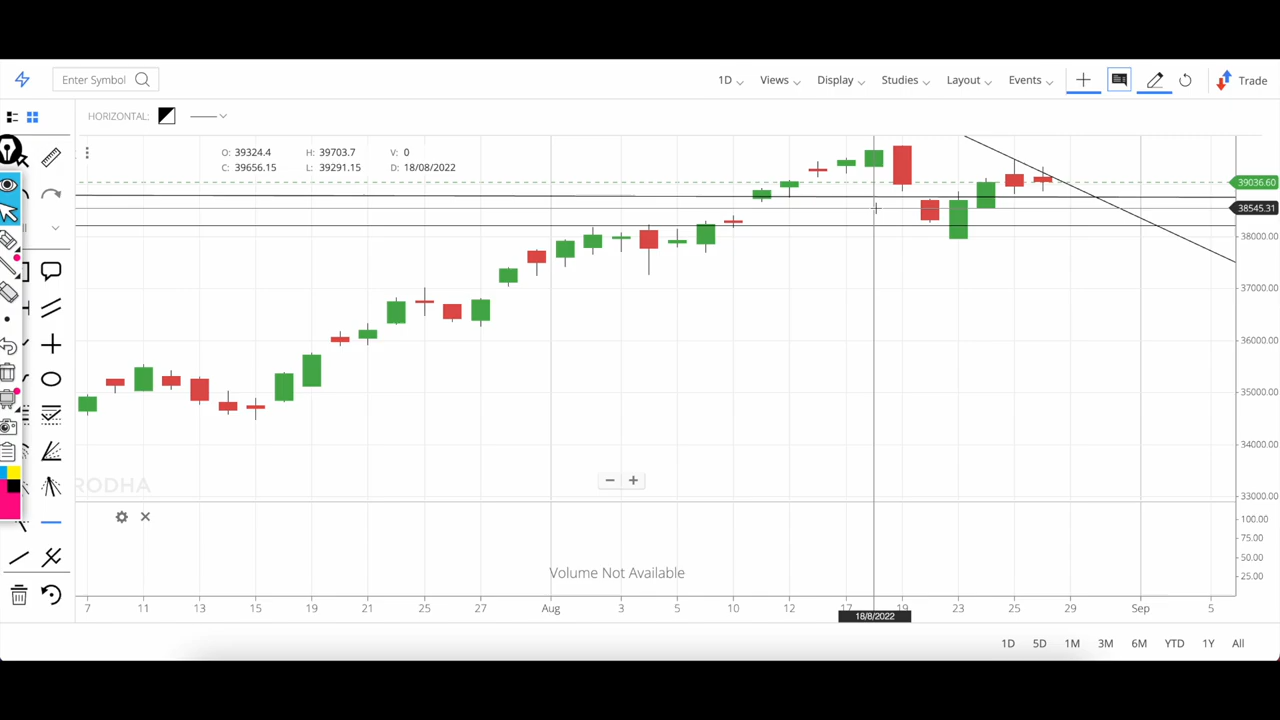 Enter Symbol
1D Views Display Studies Layout Events Trade
HORIZONTAL:
O: 39324.4 H: 39703.7 V: 0
C: 39656.15 L: 39291.15 D: 18/08/2022
39036.60
38545.31
38000.00
37000.00
36000.00
35000.00
34000.00
33000.00
RODHA
100.00
75.00
50.00
25.00
Volume Not Available
7 11 13 15 19 21 25 27 Aug 3 5 10 12 17 19 23 25 29 Sep 5
18/8/2022
1D 5D 1M 3M 6M YTD 1Y All